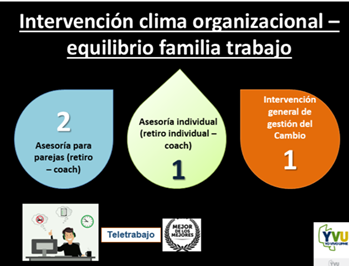 Intervención clima organizacional –
equilibrio familia trabajo
2
Asesoría para
parejas (retiro
– coach)
Asesoría individual
(retiro individual –
coach)
1
Intervención
general de
gestión del
Cambio
1
Teletrabajo
MEJOR
DE LOS
MEJORES
YVU
YVU